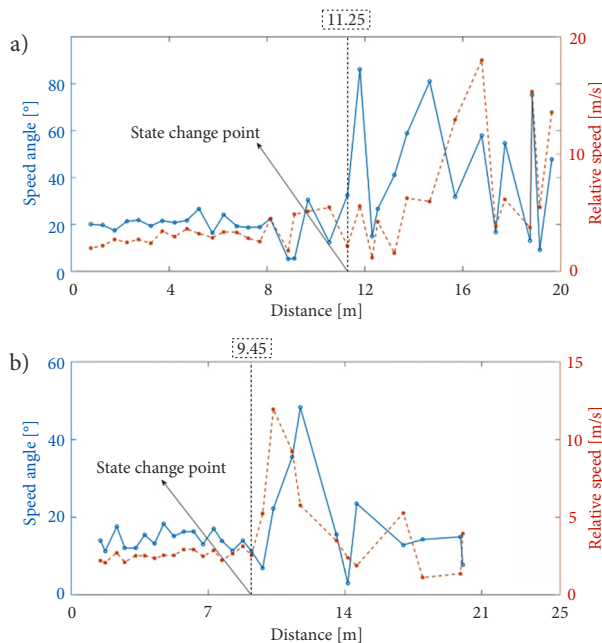 a)
11.25
State change point
Speed angle [°]
80
60
40
20
0
Relative speed [m/s]
20
10
0
0 4 8 12 16 20
Distance [m]
b)
9.45
State change point
Speed angle [°]
60
40
20
0
Relative speed [m/s]
15
10
5
0
0 7 14 21 25
Distance [m]